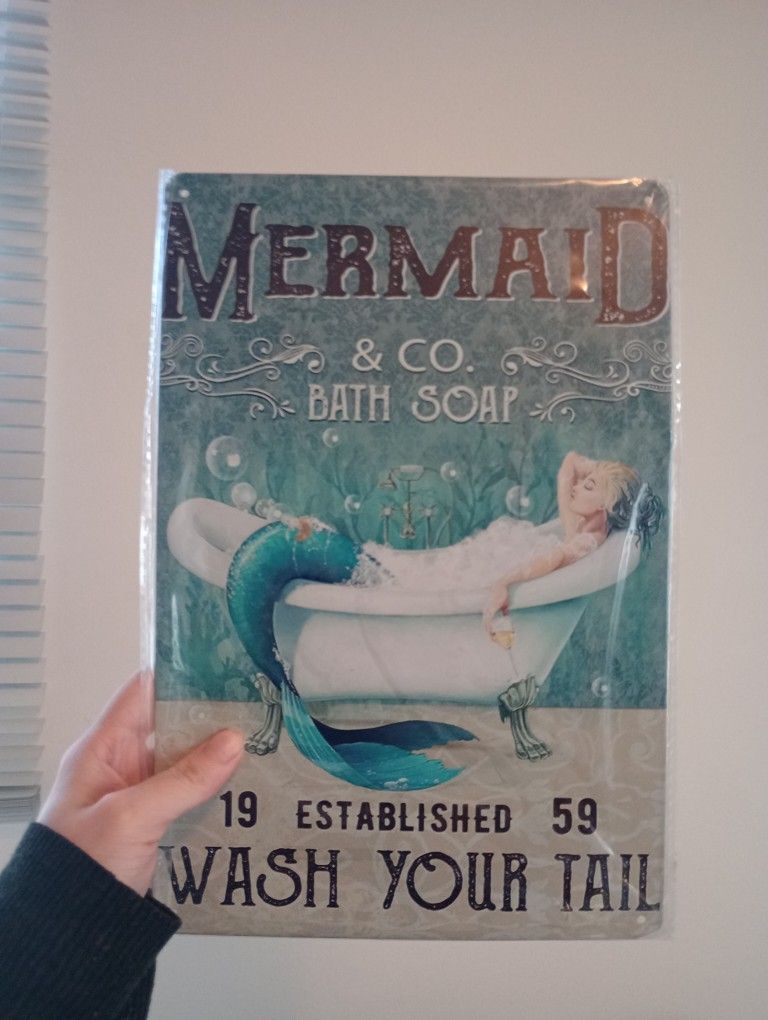 MERMAID
& CO.
BATH SOAP
19 ESTABLISHED 59
WASH YOUR TAIL